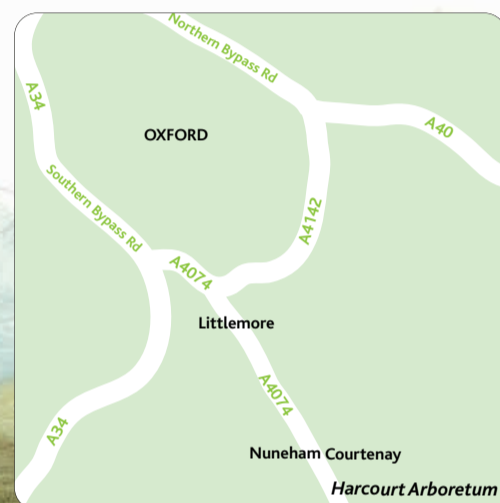 Northern Bypass Rd
A34
A40
OXFORD
Southern Bypass Rd
A4142
A4074
Littlemore
A4074
A34
Nuneham Courtenay
Harcourt Arboretum